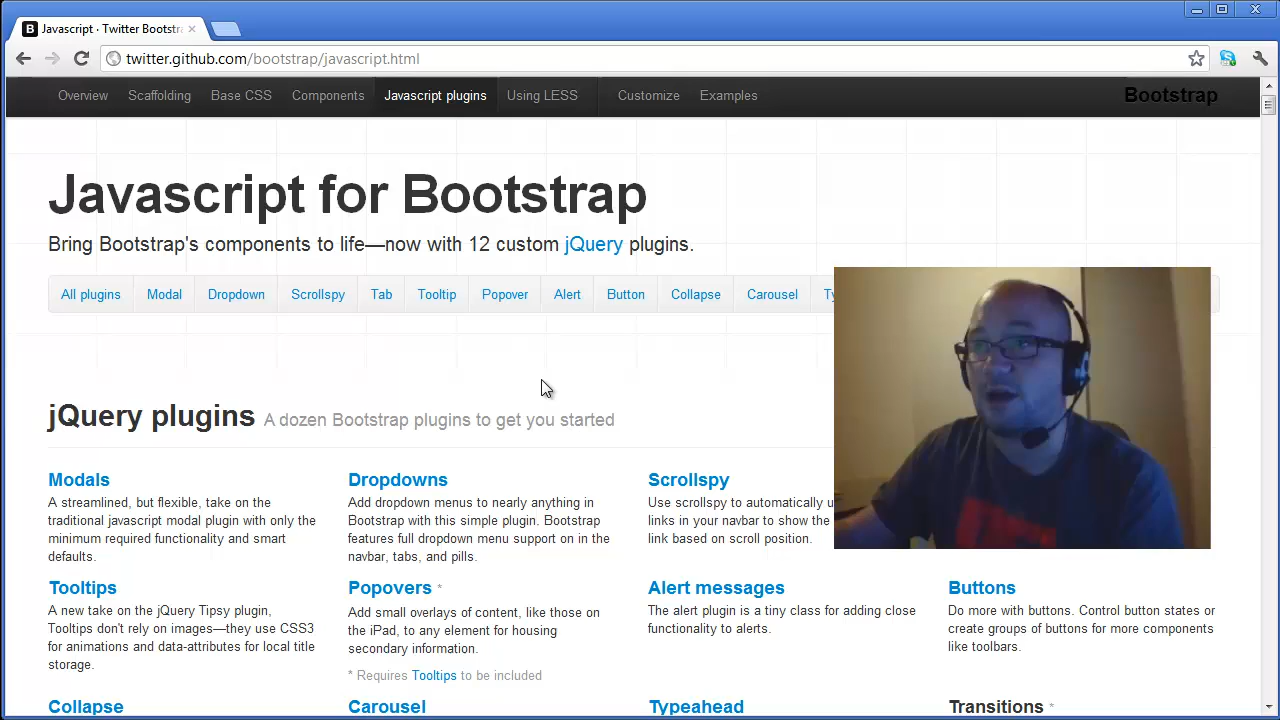 Javascript · Twitter Bootstr
twitter.github.com/bootstrap/javascript.html
Overview Scaffolding Base CSS Components Javascript plugins Using LESS Customize Examples Bootstrap
Javascript for Bootstrap
Bring Bootstrap's components to life—now with 12 custom jQuery plugins.
All plugins Modal Dropdown Scrollspy Tab Tooltip Popover Alert Button Collapse Carousel Ty
jQuery plugins A dozen Bootstrap plugins to get you started
Modals
A streamlined, but flexible, take on the
traditional javascript modal plugin with only the
minimum required functionality and smart
defaults.
Dropdowns
Add dropdown menus to nearly anything in
Bootstrap with this simple plugin. Bootstrap
features full dropdown menu support on in the
navbar, tabs, and pills.
Scrollspy
Use scrollspy to automatically u
links in your navbar to show the
link based on scroll position.
Tooltips
A new take on the jQuery Tipsy plugin,
Tooltips don't rely on images—they use CSS3
for animations and data-attributes for local title
storage.
Popovers *
Add small overlays of content, like those on
the iPad, to any element for housing
secondary information.
* Requires Tooltips to be included
Alert messages
The alert plugin is a tiny class for adding close
functionality to alerts.
Buttons
Do more with buttons. Control button states or
create groups of buttons for more components
like toolbars.
Collapse Carousel Typeahead Transitions *